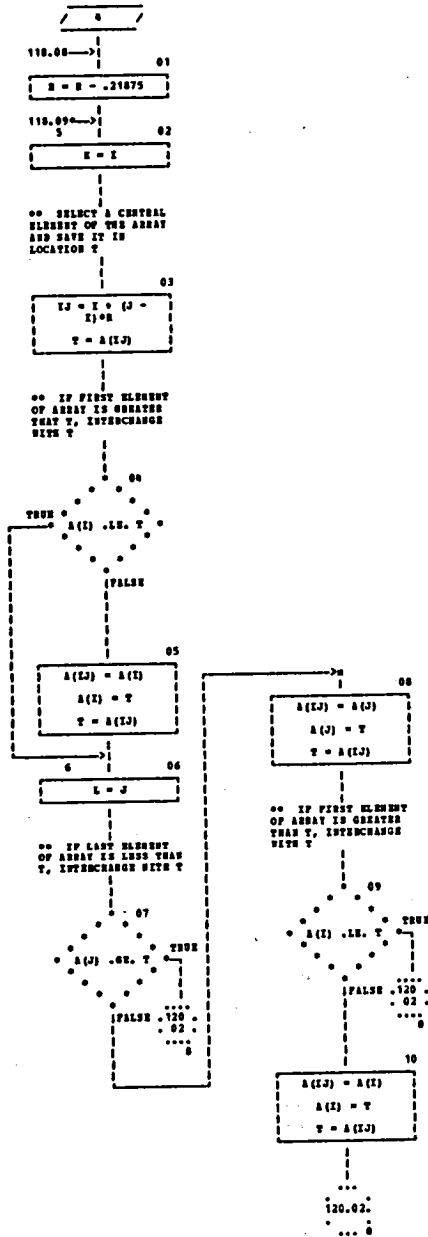 4
118.08--->
01
R = R - .21875
118.09*-->
5
02
K = I
** SELECT A CENTRAL
ELEMENT OF THE ARRAY
AND SAVE IT IN
LOCATION T
03
IJ = I + (J -
I)*R
T = A(IJ)
** IF FIRST ELEMENT
OF ARRAY IS GREATER
THAT T, INTERCHANGE
WITH T
04
TRUE
A(I) .LE. T
FALSE
05
A(IJ) = A(I)
A(I) = T
T = A(IJ)
6
06
L = J
** IF LAST ELEMENT
OF ARRAY IS LESS THAN
T, INTERCHANGE WITH T
07
TRUE
A(J) .GE. T
FALSE
.120 .
. 02 .
8
08
A(IJ) = A(J)
A(J) = T
T = A(IJ)
** IF FIRST ELEMENT
OF ARRAY IS GREATER
THAN T, INTERCHANGE
WITH T
09
TRUE
A(I) .LE. T
FALSE
.120 .
. 02 .
8
10
A(IJ) = A(I)
A(I) = T
T = A(IJ)
120.02.
8